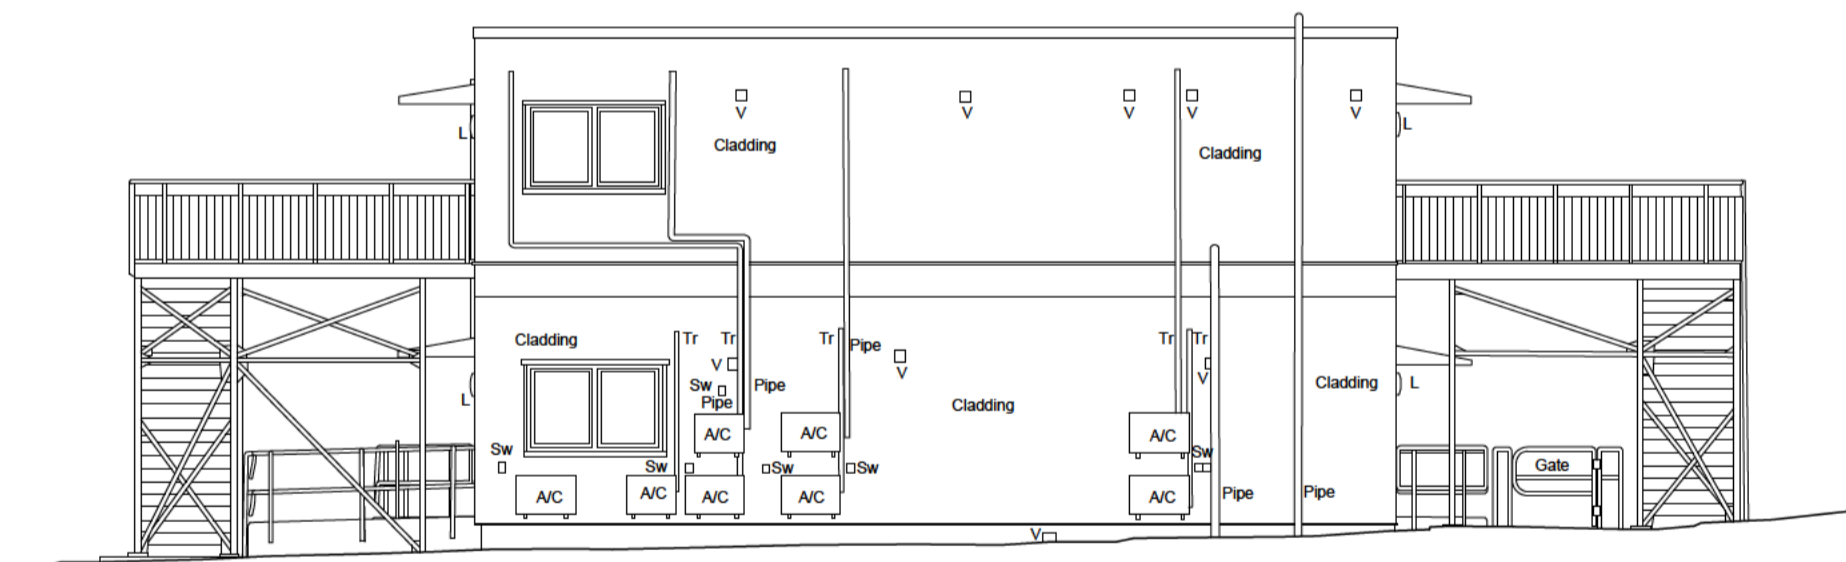 V
V
V
V
V
L
L
Cladding
Cladding
Cladding
Tr
Tr
Tr
Pipe
Tr
Tr
V
V
V
Sw
Pipe
Pipe
Cladding
L
L
Cladding
A/C
A/C
A/C
Sw
Sw
Sw
Sw
Sw
Gate
A/C
A/C
A/C
A/C
A/C
Pipe
Pipe
V